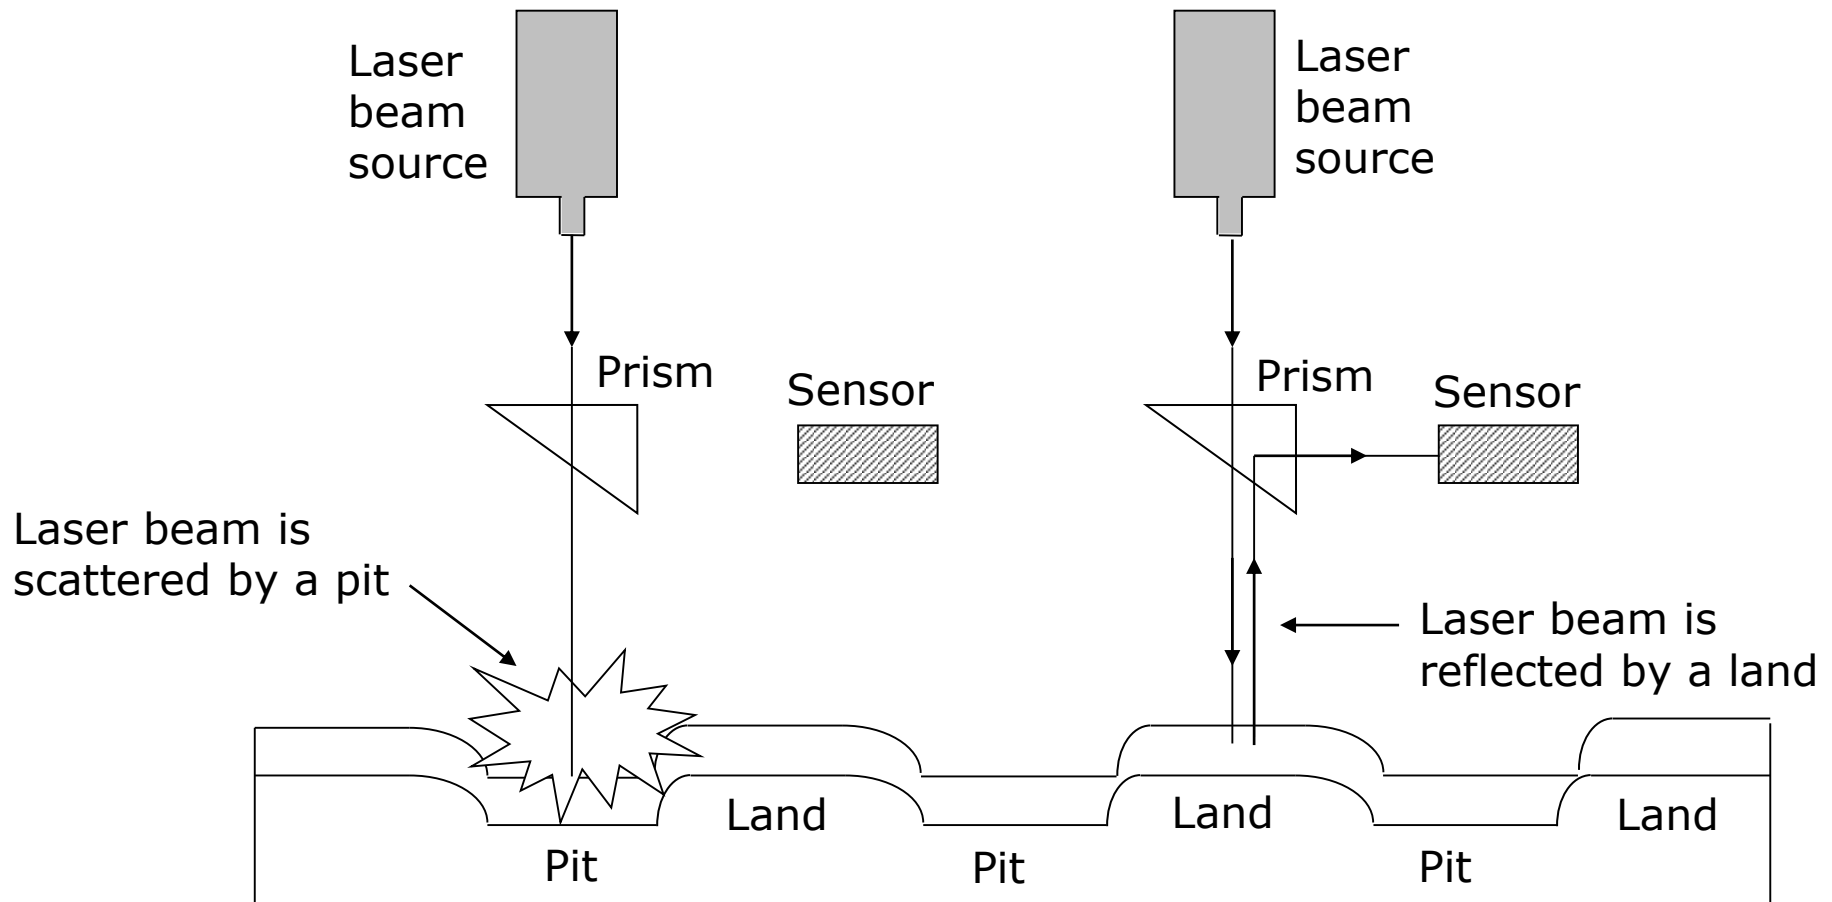 Laser
beam
source
Laser
beam
source
Prism
Sensor
Prism
Sensor
Laser beam is
scattered by a pit
Laser beam is
reflected by a land
Land
Land
Land
Pit
Pit
Pit